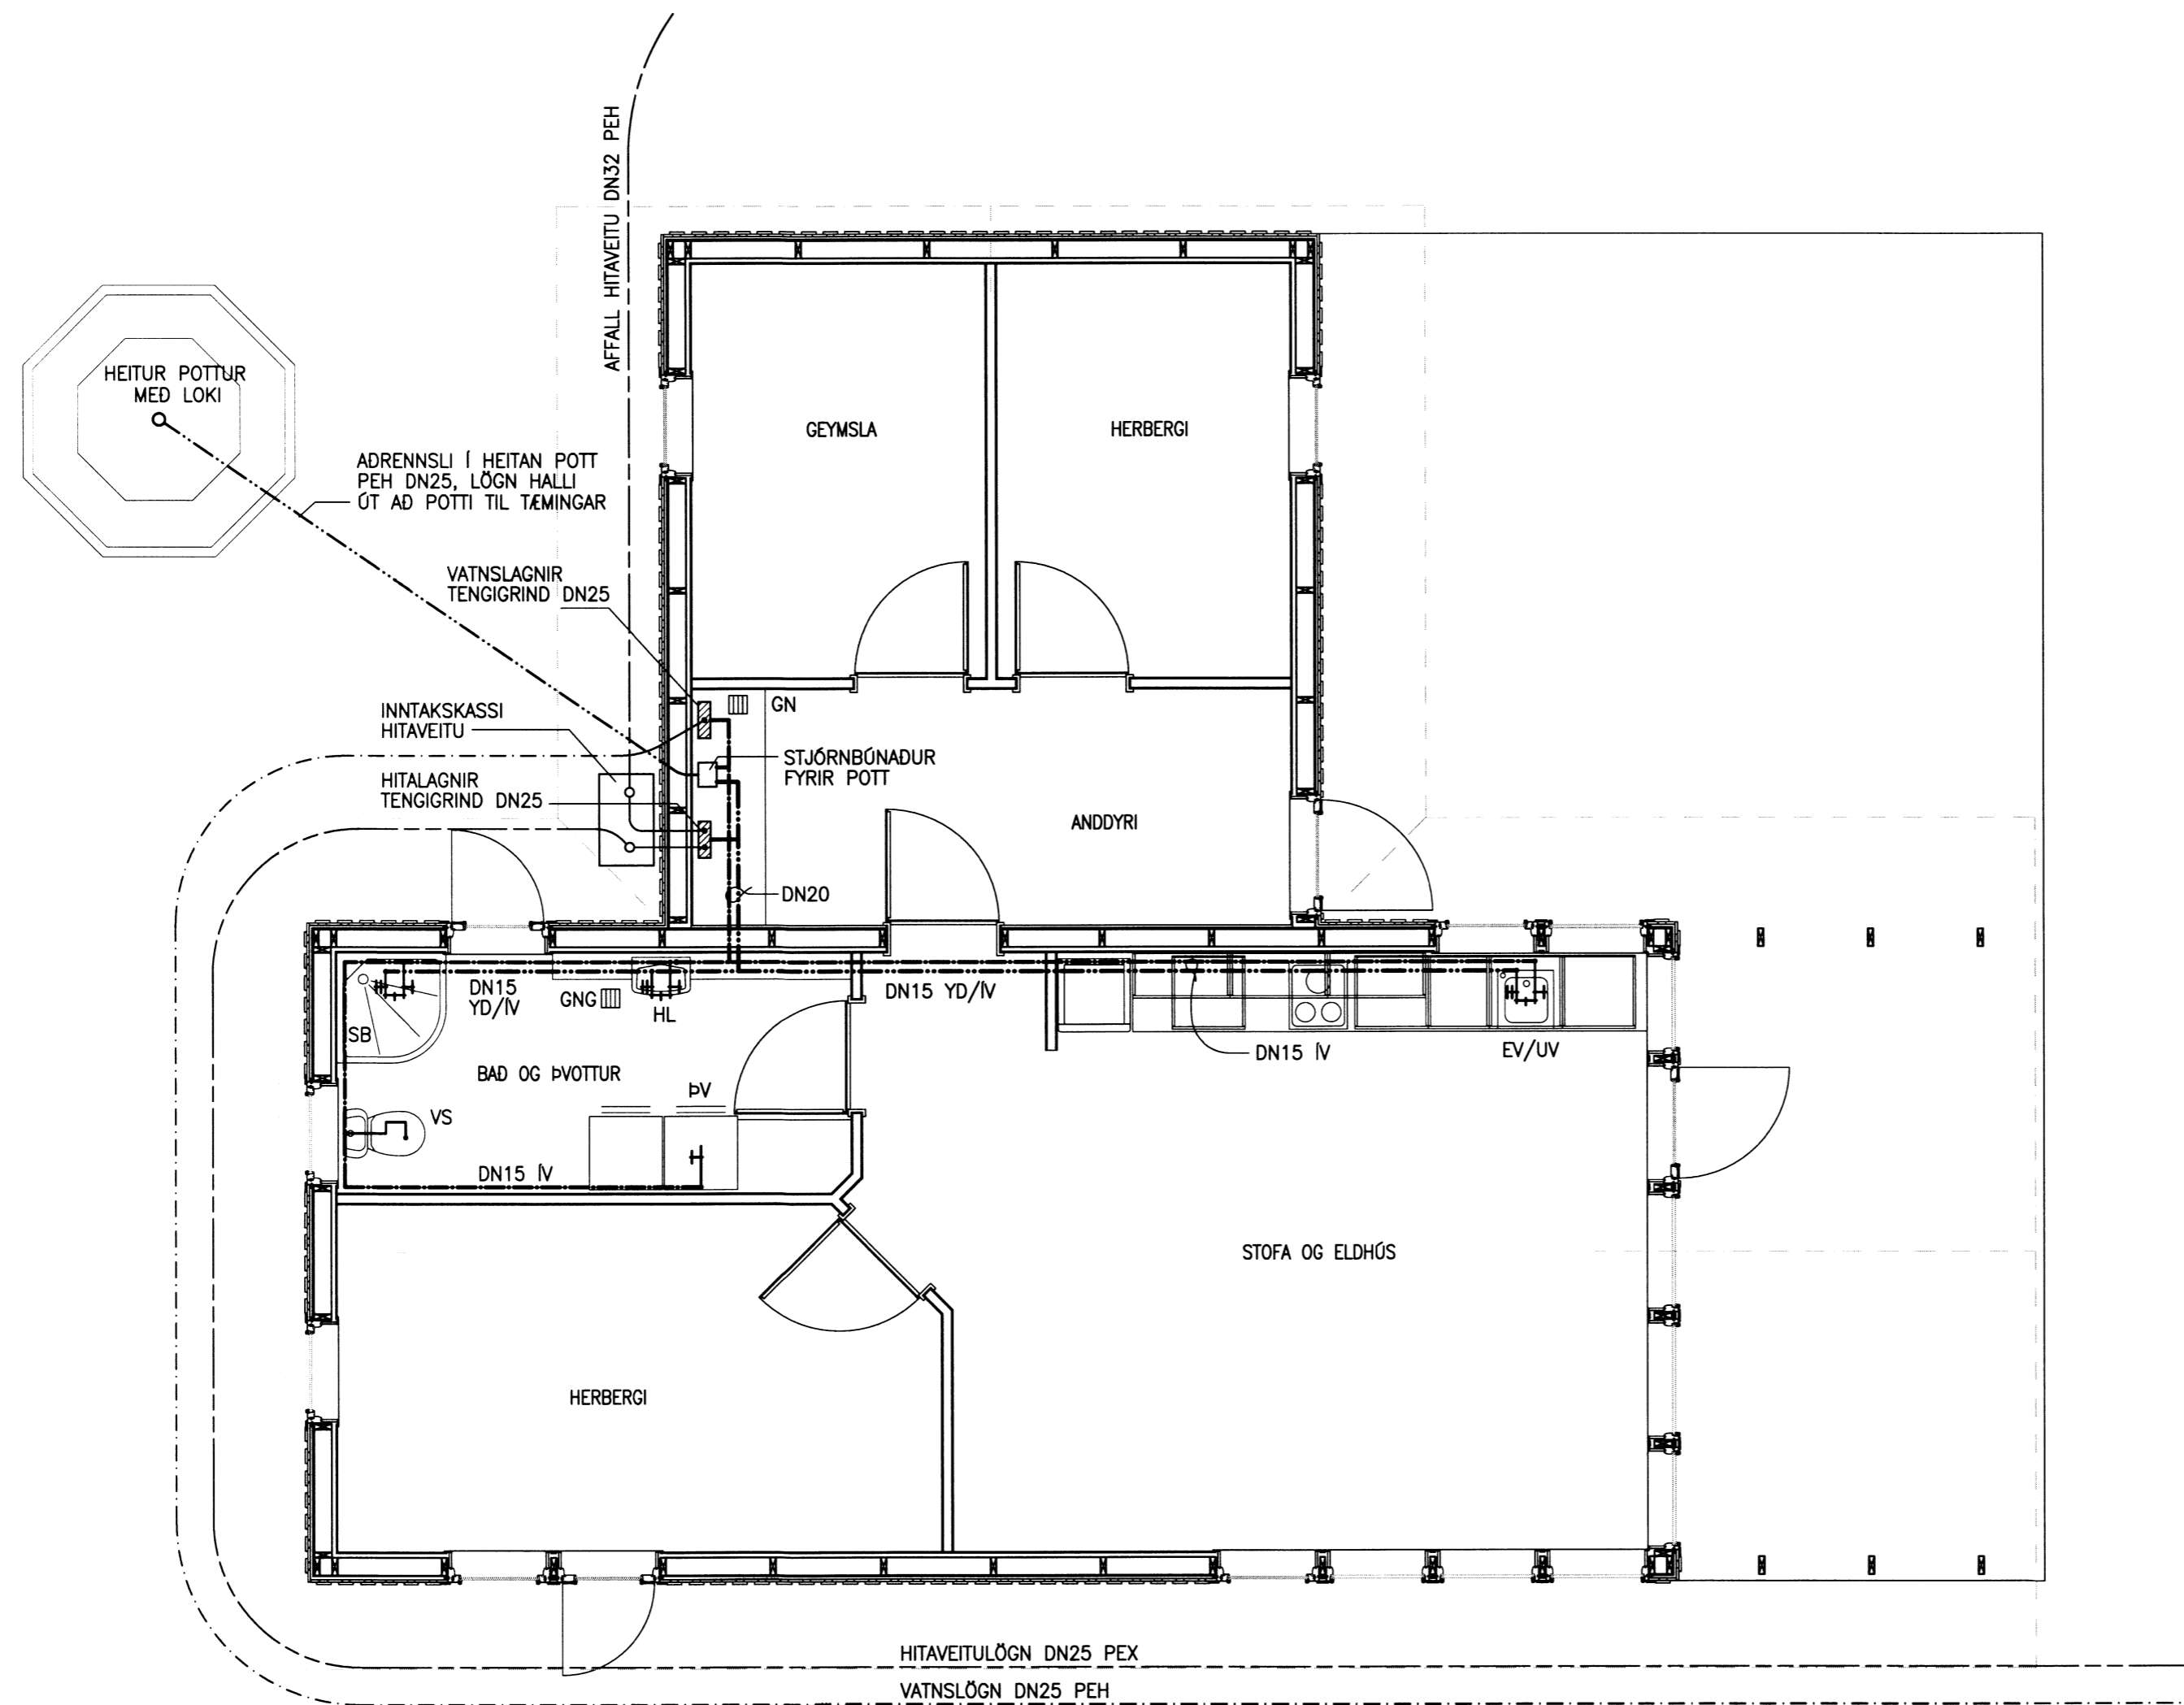 AFFALL HITAVEITU DN32 PEH
HEITUR POTTUR
MEÐ LOKI
AÐRENNSLI Í HEITAN POTT
PEH DN25, LÖGN HALLI
ÚT AÐ POTTI TIL TÆMINGAR
GEYMSLA
HERBERGI
VATNSLAGNIR
TENGIGRIND DN25
INNTAKSKASSI
HITAVEITU
GN
STJÓRNBÚNAÐUR
FYRIR POTT
HITALAGNIR
TENGIGRIND DN25
ANDDYRI
DN20
DN15
YD/ÍV
GNG
HL
DN15 YD/ÍV
SB
DN15 ÍV
EV/UV
BAÐ OG ÞVOTTUR
ÞV
VS
DN15 ÍV
STOFA OG ELDHÚS
HERBERGI
HITAVEITULÖGN DN25 PEX
VATNSLÖGN DN25 PEH